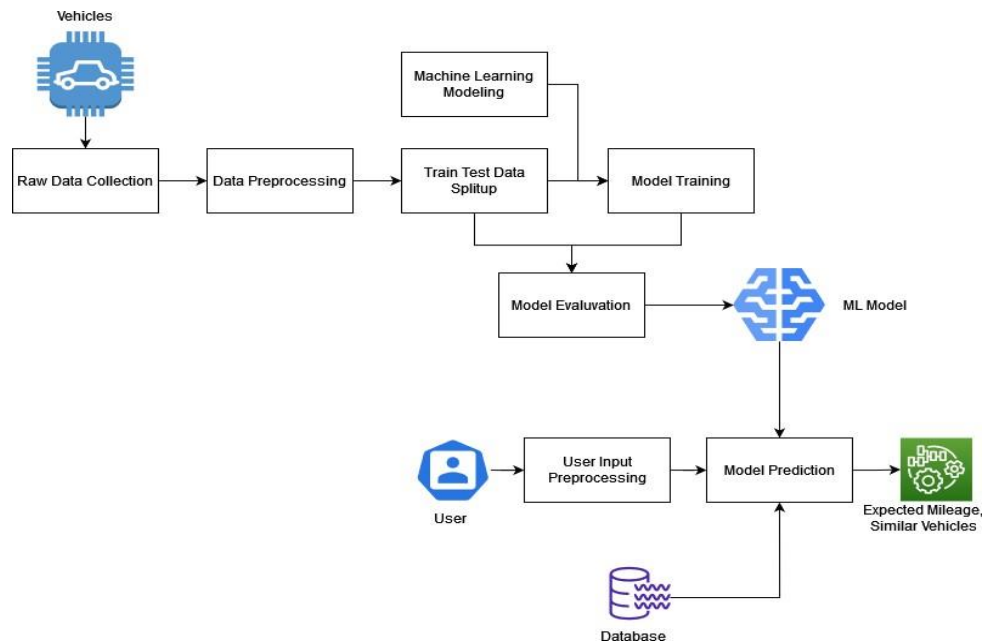 Vehicles
Machine Learning
Modeling
Raw Data Collection
Data Preprocessing
Train Test Data
Splitup
Model Training
Model Evaluvation
ML Model
User
User Input
Preprocessing
Model Prediction
Expected Mileage,
Similar Vehicles
Database